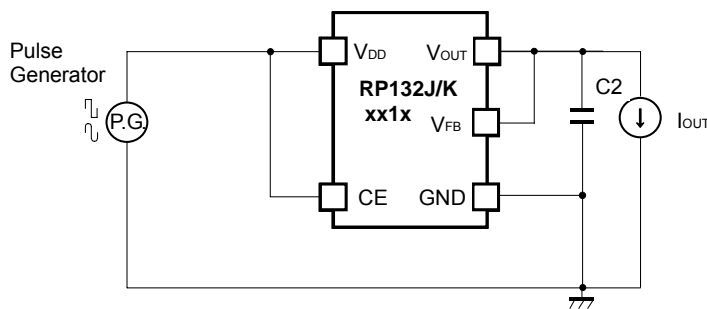 Pulse
Generator
P.G.
VDD
VOUT
RP132J/K
xx1x
VFB
CE
GND
C2
IOUT